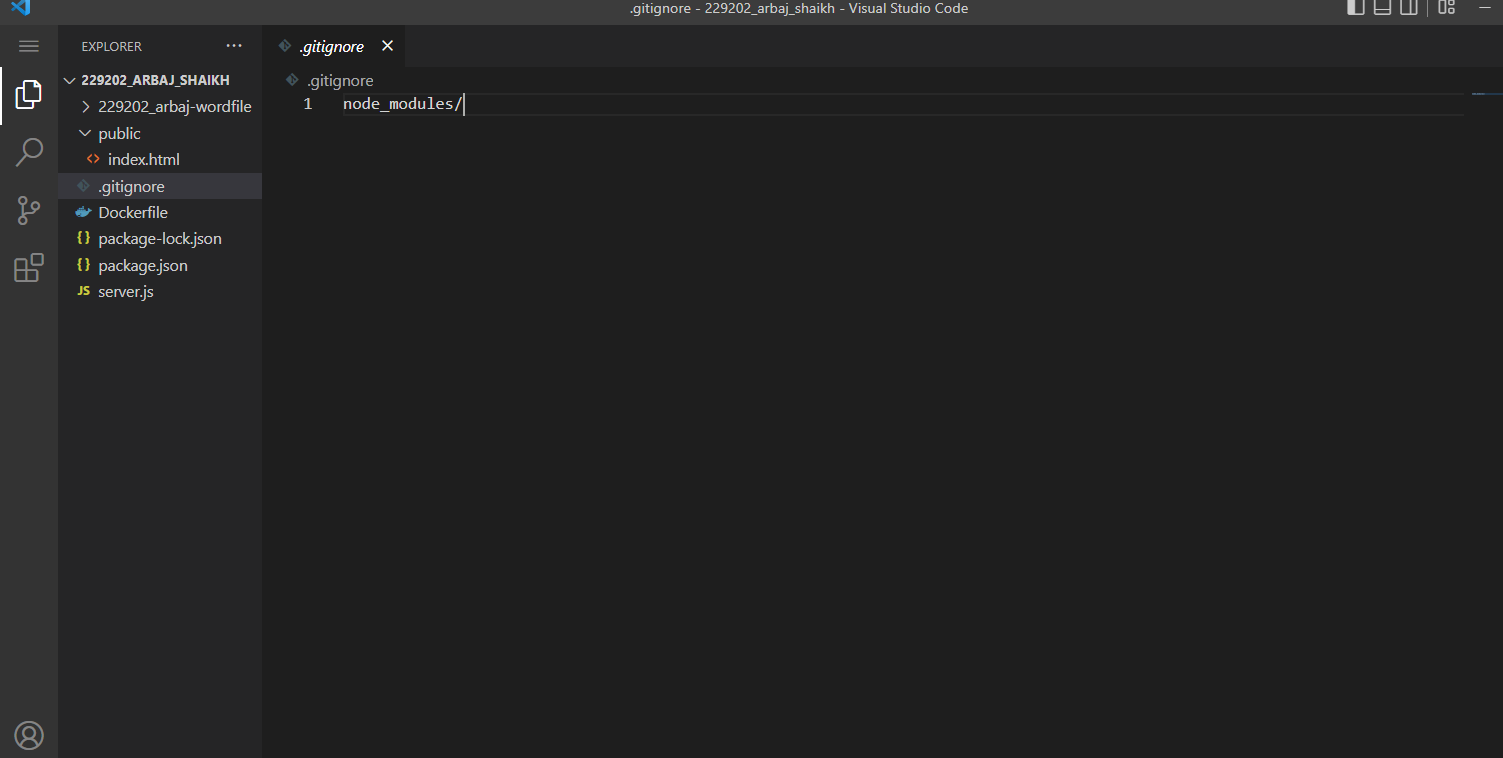 .gitignore - 229202_arbaj_shaikh - Visual Studio Code
EXPLORER
229202_ARBAJ_SHAIKH
229202_arbaj-wordfile
public
index.html
.gitignore
Dockerfile
package-lock.json
package.json
JS server.js
.gitignore
.gitignore
1 node_modules/